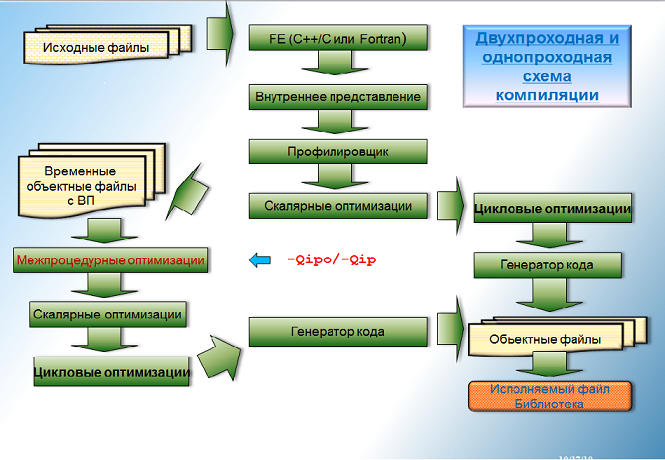 Исходные файлы
FE (C++/C или Fortran)
Двухпроходная и
однопроходная
схема
компиляции
Внутреннее представление
Профилировщик
Временные
объектные файлы
с ВП
Скалярные оптимизации
Цикловые оптимизации
Межпроцедурные оптимизации
-Qipo/-Qip
Генератор кода
Скалярные оптимизации
Генератор кода
Обьектные файлы
Цикловые оптимизации
Исполняемый файл
Библиотека